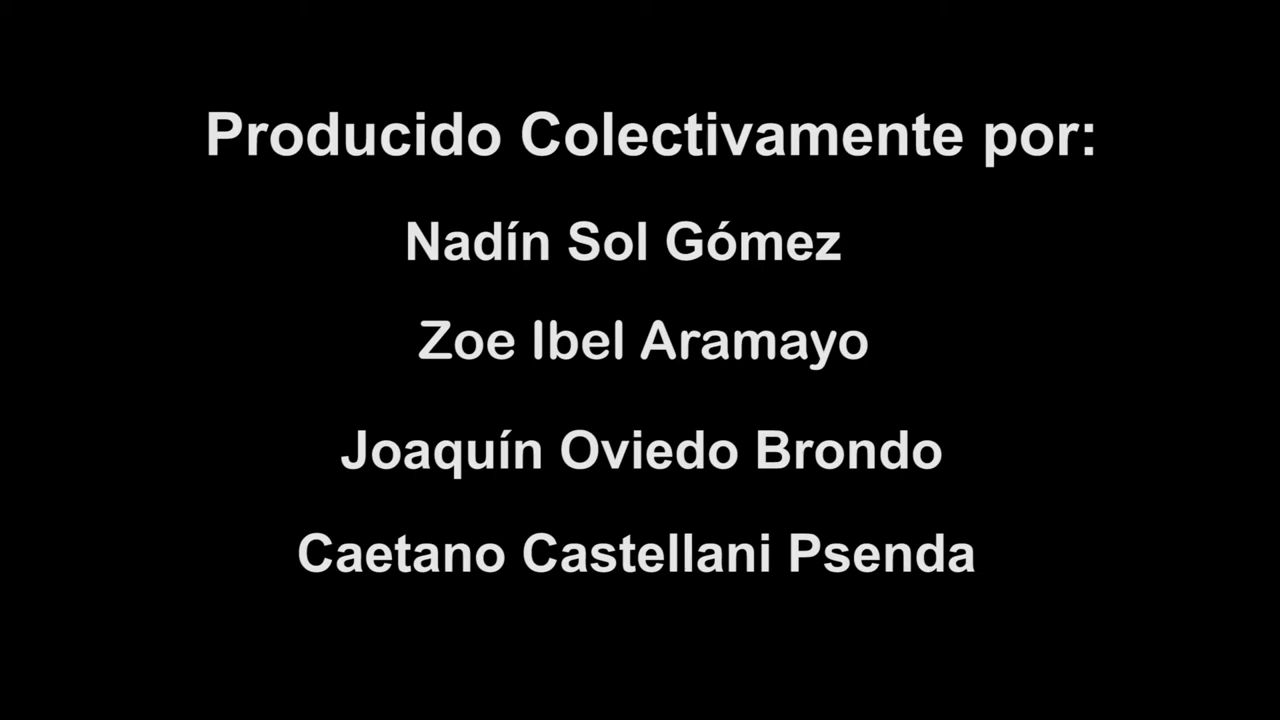 Producido Colectivamente por:
Nadín Sol Gómez
Zoe Ibel Aramayo
Joaquín Oviedo Brondo
Caetano Castellani Psenda